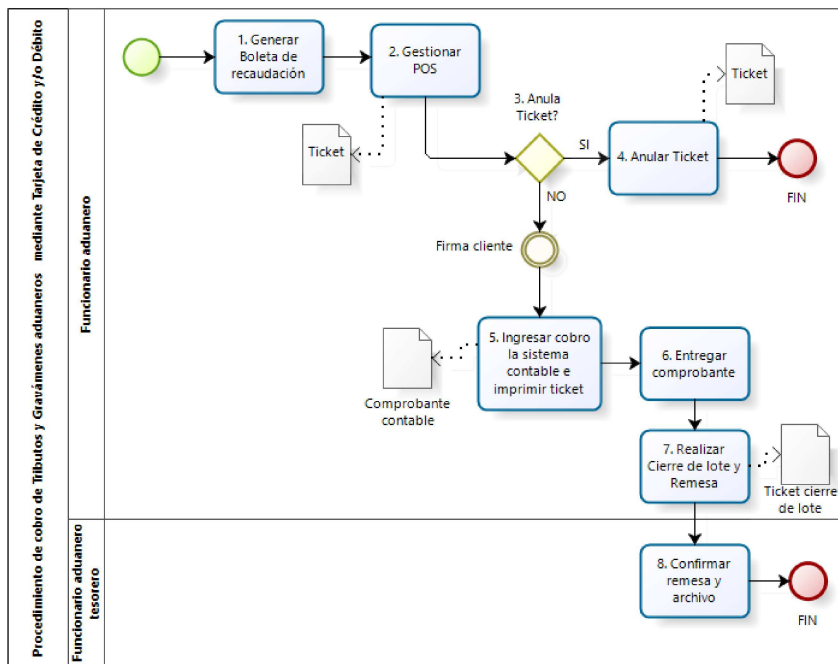 Procedimiento de cobro de Tributos y Gravámenes aduaneros mediante Tarjeta de Crédito y/o Débito
Funcionario aduanero
1. Generar
Boleta de
recaudación
2. Gestionar
POS
Ticket
3. Anula
Ticket?
SI
4. Anular Ticket
Ticket
FIN
NO
Firma cliente
5. Ingresar cobro
la sistema
contable e
imprimir ticket
Comprobante
contable
6. Entregar
comprobante
7. Realizar
Cierre de lote y
Remesa
Ticket cierre
de lote
Funcionario aduanero
tesorero
8. Confirmar
remesa y
archivo
FIN